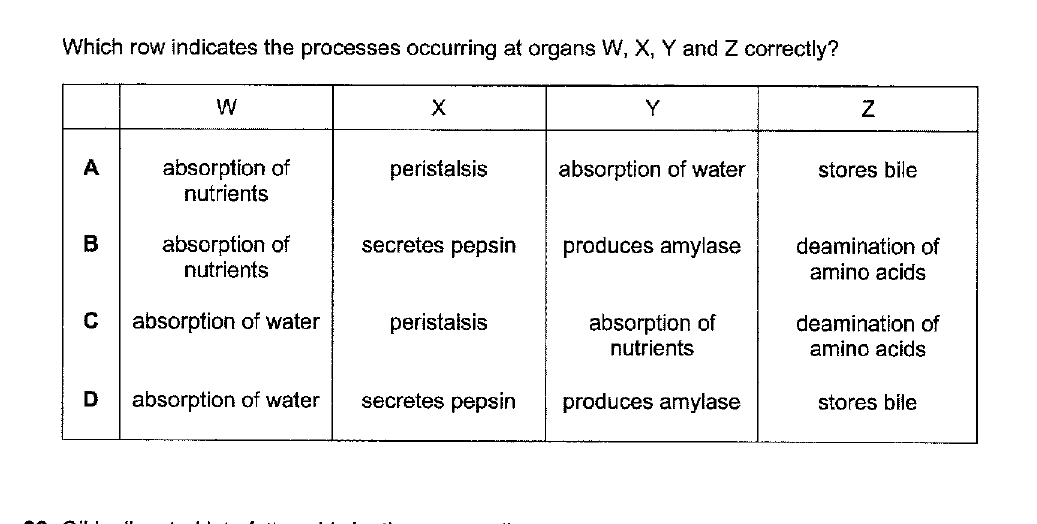 Which row indicates the processes occurring at organs W, X, Y and Z correctly?
W X Y Z
A absorption of nutrients peristalsis absorption of water stores bile
B absorption of nutrients secretes pepsin produces amylase deamination of amino acids
C absorption of water peristalsis absorption of nutrients deamination of amino acids
D absorption of water secretes pepsin produces amylase stores bile